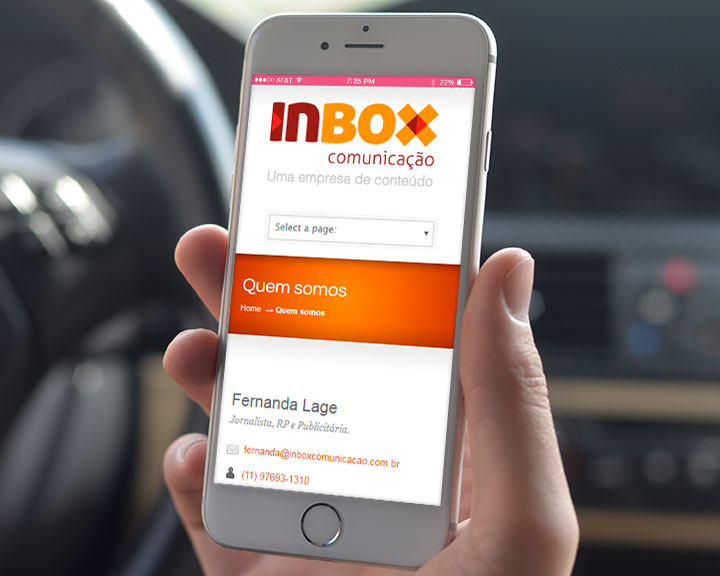 AT&T 7:35 PM 22%
INBOX
comunicação
Uma empresa de conteúdo
Select a page:
Quem somos
Home → Quem somos
Fernanda Lage
Jornalista, RP e Publicitária.
fernanda@inboxcomunicacao.com.br
(11) 97693-1310